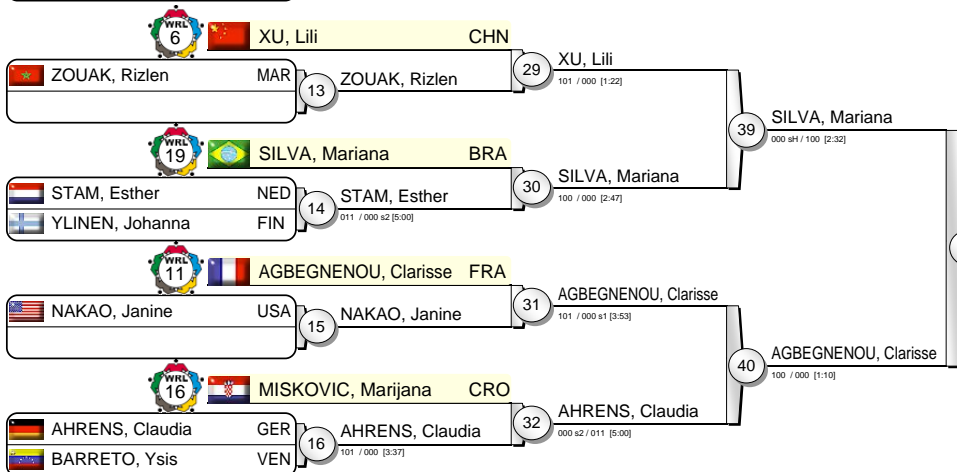 WRL 6 XU, Lili CHN
ZOUAK, Rizlen MAR
13 ZOUAK, Rizlen
29 XU, Lili
101 / 000 [1:22]
WRL 19 SILVA, Mariana BRA
STAM, Esther NED
YLINEN, Johanna FIN
14 STAM, Esther
011 / 000 s2 [5:00]
30 SILVA, Mariana
100 / 000 [2:47]
39 SILVA, Mariana
000 sH / 100 [2:32]
WRL 11 AGBEGNENOU, Clarisse FRA
NAKAO, Janine USA
15 NAKAO, Janine
31 AGBEGNENOU, Clarisse
101 / 000 s1 [3:53]
WRL 16 MISKOVIC, Marijana CRO
AHRENS, Claudia GER
BARRETO, Ysis VEN
16 AHRENS, Claudia
101 / 000 [3:37]
32 AHRENS, Claudia
000 s2 / 011 [5:00]
40 AGBEGNENOU, Clarisse
100 / 000 [1:10]